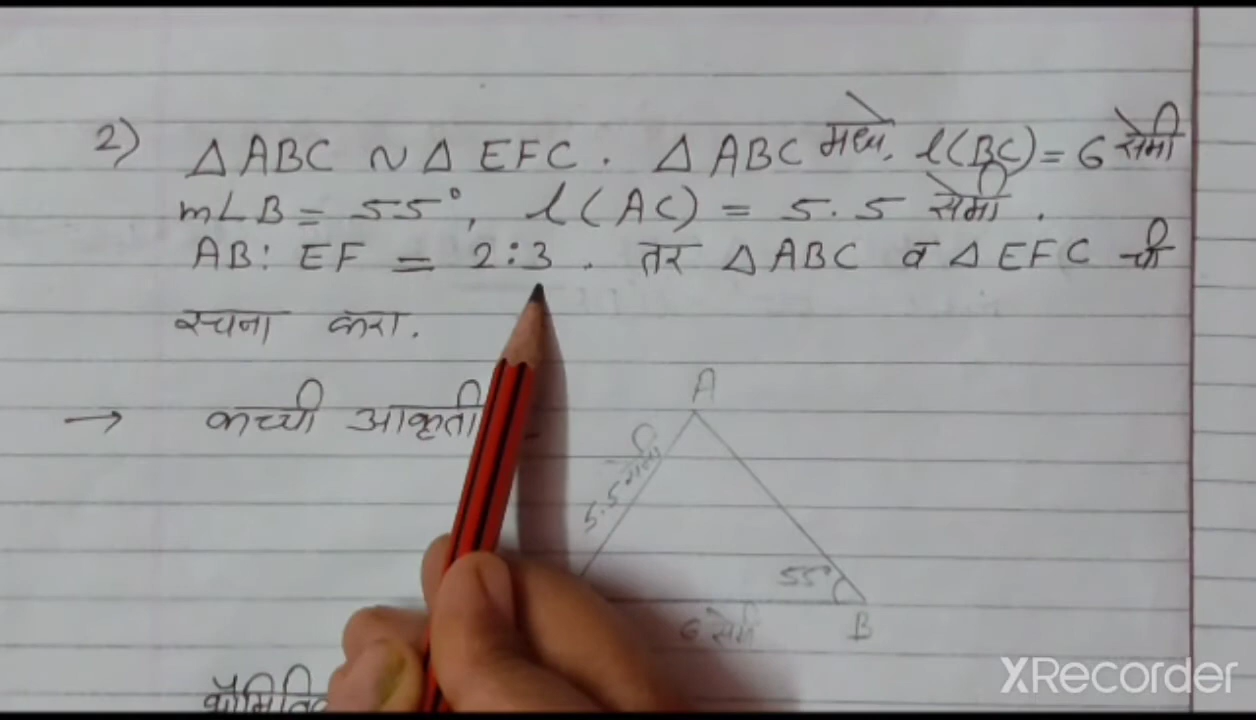 2) △ABC ~ △EFC. △ABC मध्ये, l(BC) = 6 सेमी
m∠B = 55°, l(AC) = 5.5 सेमी.
AB: EF = 2:3. तर △ABC व △EFC ची
रचना करा.
→ कच्ची आकृती
A
5.5 सेमी
55°
6 सेमी
B
XRecorder